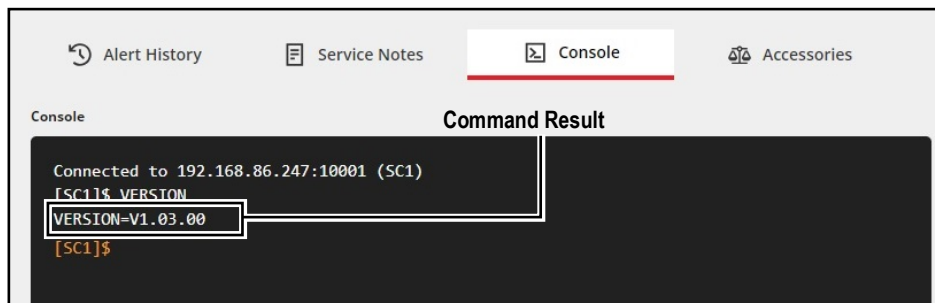 Alert History Service Notes Console Accessories
Console
Command Result
Connected to 192.168.86.247:10001 (SC1)
[SC1]$ VERSION
VERSION=V1.03.00
[SC1]$